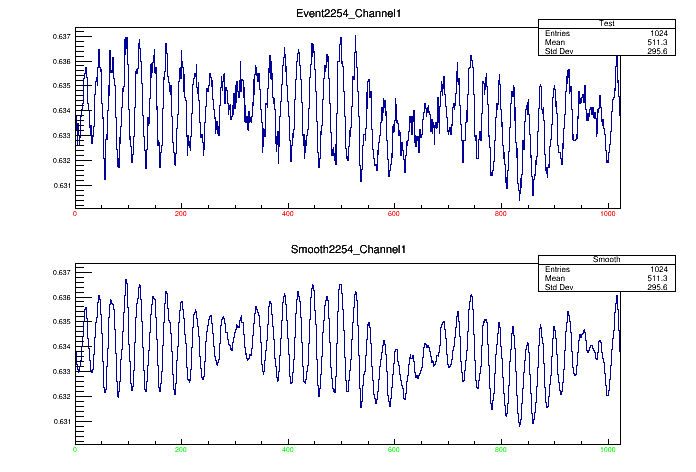 Event2254_Channel1
Test
Entries 1024
Mean 511.3
Std Dev 295.6
0.637
0.636
0.635
0.634
0.633
0.632
0.631
0 200 400 600 800 1000
Smooth2254_Channel1
Smooth
Entries 1024
Mean 511.3
Std Dev 295.6
0.637
0.636
0.635
0.634
0.633
0.632
0.631
0 200 400 600 800 1000